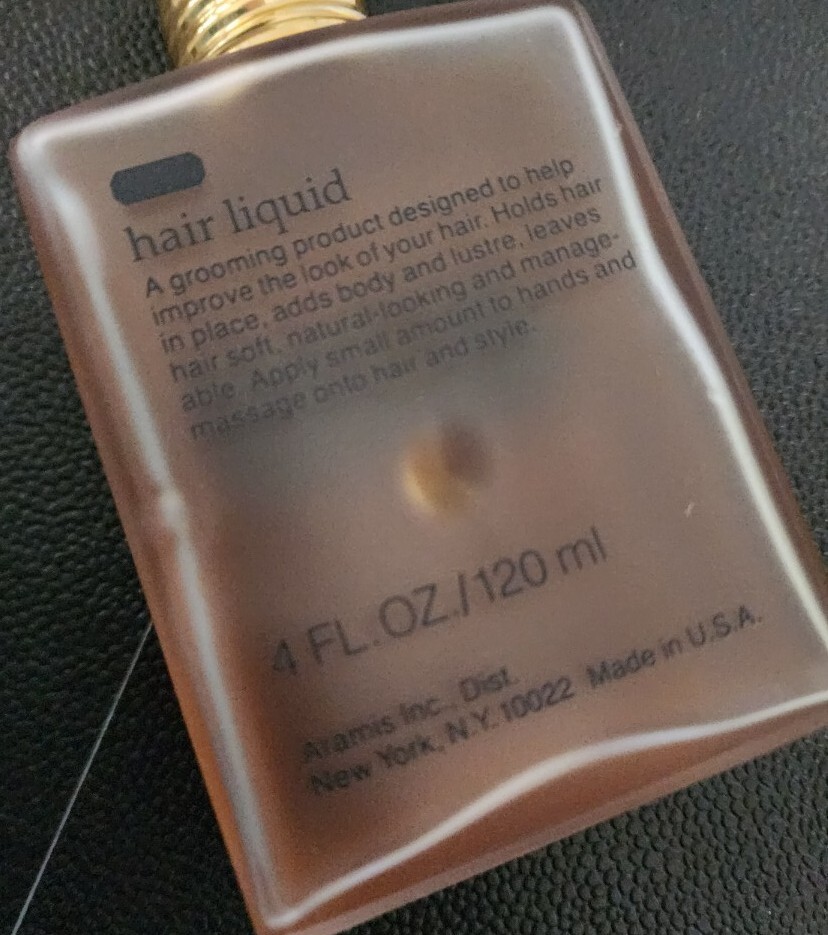 hair liquid
A grooming product designed to help
improve the look of your hair. Holds hair
in place, adds body and lustre, leaves
hair soft, natural-looking and manage-
able. Apply small amount to hands and
massage onto hair and style.
4 FL.OZ./120 ml
Aramis Inc., Dist.
New York, N.Y. 10022 Made in U.S.A.